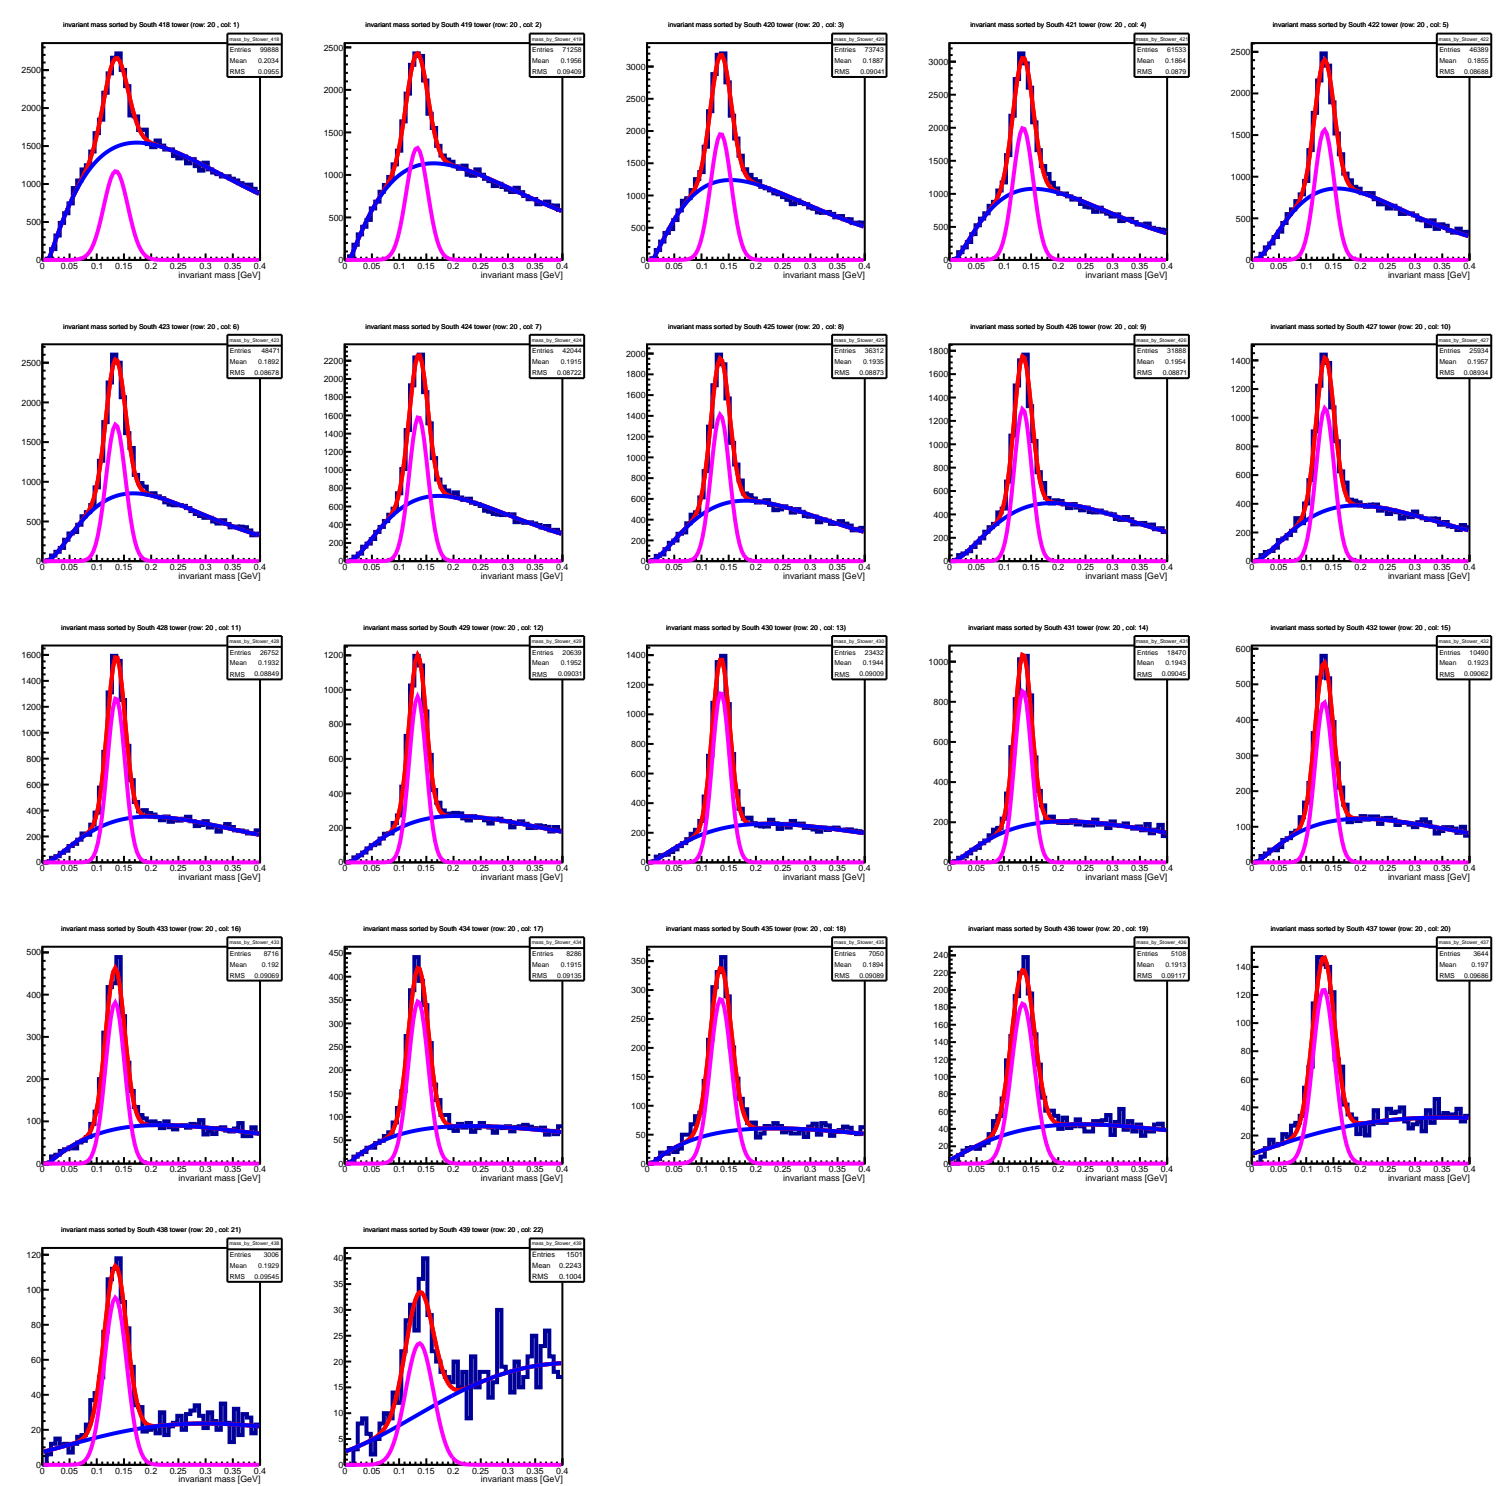 invariant mass sorted by South 418 tower (row: 20 , col: 1)
mass_by_Stower_418
Entries 99888
Mean 0.2034
RMS 0.0955
invariant mass [GeV]
invariant mass sorted by South 419 tower (row: 20 , col: 2)
mass_by_Stower_419
Entries 71258
Mean 0.1956
RMS 0.09409
invariant mass [GeV]
invariant mass sorted by South 420 tower (row: 20 , col: 3)
mass_by_Stower_420
Entries 73743
Mean 0.1887
RMS 0.09041
invariant mass [GeV]
invariant mass sorted by South 421 tower (row: 20 , col: 4)
mass_by_Stower_421
Entries 61533
Mean 0.1864
RMS 0.0879
invariant mass [GeV]
invariant mass sorted by South 422 tower (row: 20 , col: 5)
mass_by_Stower_422
Entries 46389
Mean 0.1855
RMS 0.08688
invariant mass [GeV]
invariant mass sorted by South 423 tower (row: 20 , col: 6)
mass_by_Stower_423
Entries 48471
Mean 0.1892
RMS 0.08678
invariant mass [GeV]
invariant mass sorted by South 424 tower (row: 20 , col: 7)
mass_by_Stower_424
Entries 42044
Mean 0.1915
RMS 0.08722
invariant mass [GeV]
invariant mass sorted by South 425 tower (row: 20 , col: 8)
mass_by_Stower_425
Entries 36312
Mean 0.1935
RMS 0.08873
invariant mass [GeV]
invariant mass sorted by South 426 tower (row: 20 , col: 9)
mass_by_Stower_426
Entries 31888
Mean 0.1954
RMS 0.08871
invariant mass [GeV]
invariant mass sorted by South 427 tower (row: 20 , col: 10)
mass_by_Stower_427
Entries 25934
Mean 0.1957
RMS 0.08934
invariant mass [GeV]
invariant mass sorted by South 428 tower (row: 20 , col: 11)
mass_by_Stower_428
Entries 26752
Mean 0.1932
RMS 0.08849
invariant mass [GeV]
invariant mass sorted by South 429 tower (row: 20 , col: 12)
mass_by_Stower_429
Entries 20639
Mean 0.1952
RMS 0.09031
invariant mass [GeV]
invariant mass sorted by South 430 tower (row: 20 , col: 13)
mass_by_Stower_430
Entries 23432
Mean 0.1944
RMS 0.09009
invariant mass [GeV]
invariant mass sorted by South 431 tower (row: 20 , col: 14)
mass_by_Stower_431
Entries 18470
Mean 0.1943
RMS 0.09045
invariant mass [GeV]
invariant mass sorted by South 432 tower (row: 20 , col: 15)
mass_by_Stower_432
Entries 10490
Mean 0.1923
RMS 0.09062
invariant mass [GeV]
invariant mass sorted by South 433 tower (row: 20 , col: 16)
mass_by_Stower_433
Entries 8716
Mean 0.192
RMS 0.09069
invariant mass [GeV]
invariant mass sorted by South 434 tower (row: 20 , col: 17)
mass_by_Stower_434
Entries 8286
Mean 0.1915
RMS 0.09135
invariant mass [GeV]
invariant mass sorted by South 435 tower (row: 20 , col: 18)
mass_by_Stower_435
Entries 7050
Mean 0.1894
RMS 0.09089
invariant mass [GeV]
invariant mass sorted by South 436 tower (row: 20 , col: 19)
mass_by_Stower_436
Entries 5108
Mean 0.1913
RMS 0.09117
invariant mass [GeV]
invariant mass sorted by South 437 tower (row: 20 , col: 20)
mass_by_Stower_437
Entries 3644
Mean 0.197
RMS 0.09686
invariant mass [GeV]
invariant mass sorted by South 438 tower (row: 20 , col: 21)
mass_by_Stower_438
Entries 3006
Mean 0.1929
RMS 0.09545
invariant mass [GeV]
invariant mass sorted by South 439 tower (row: 20 , col: 22)
mass_by_Stower_439
Entries 1501
Mean 0.2243
RMS 0.1004
invariant mass [GeV]